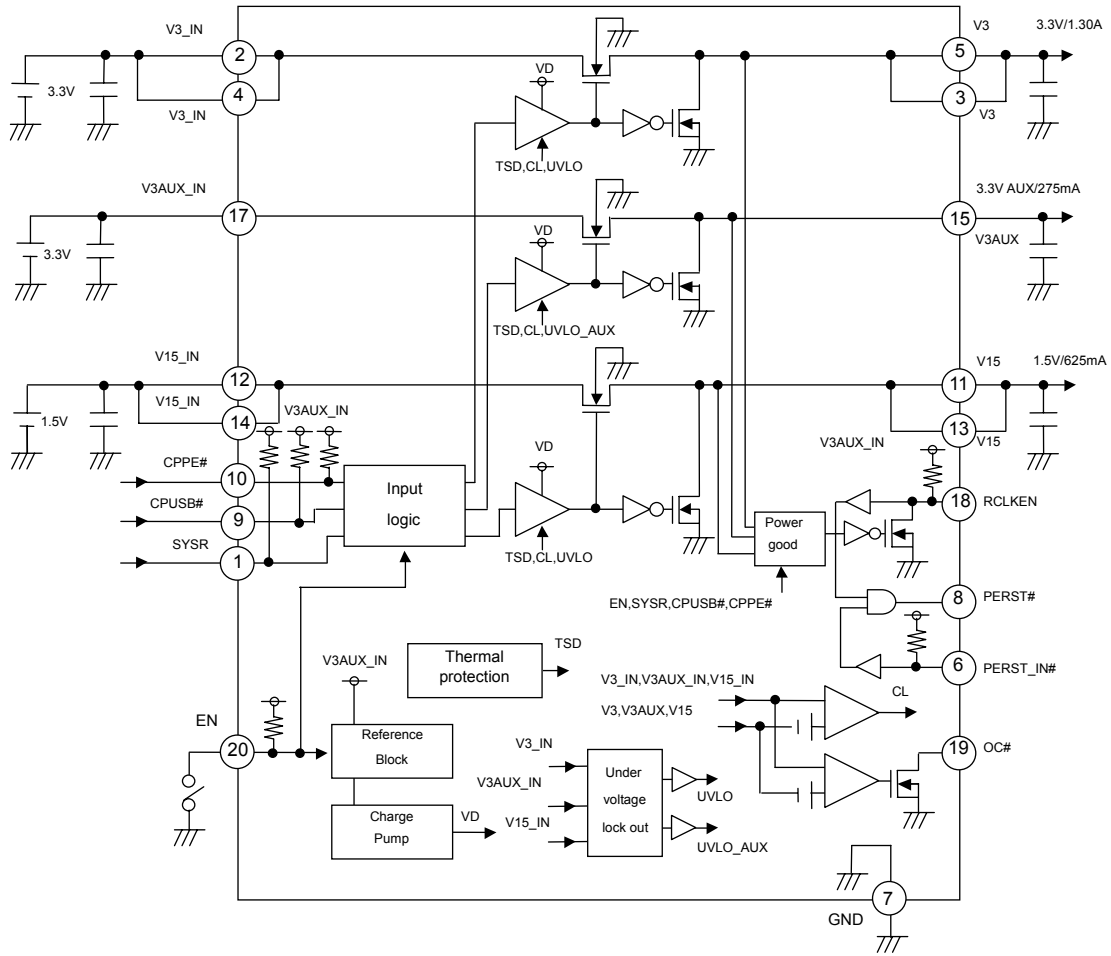 V3_IN
V3
3.3V/1.30A
2
5
VD
3.3V
4
3
V3_IN
V3
TSD,CL,UVLO
V3AUX_IN
3.3V AUX/275mA
17
15
VD
V3AUX
3.3V
TSD,CL,UVLO_AUX
V15_IN
V15
1.5V/625mA
12
11
V15_IN
V3AUX_IN
1.5V
14
13
V15
V3AUX_IN
CPPE#
VD
10
Input
logic
18
RCLKEN
CPUSB#
9
Power
good
SYSR
1
TSD,CL,UVLO
EN,SYSR,CPUSB#,CPPE#
8
PERST#
V3AUX_IN
Thermal
protection
TSD
6
PERST_IN#
V3_IN,V3AUX_IN,V15_IN
CL
V3,V3AUX,V15
EN
20
Reference
Block
V3_IN
19
OC#
V3AUX_IN
Under
voltage
lock out
UVLO
Charge
Pump
VD
V15_IN
UVLO_AUX
7
GND